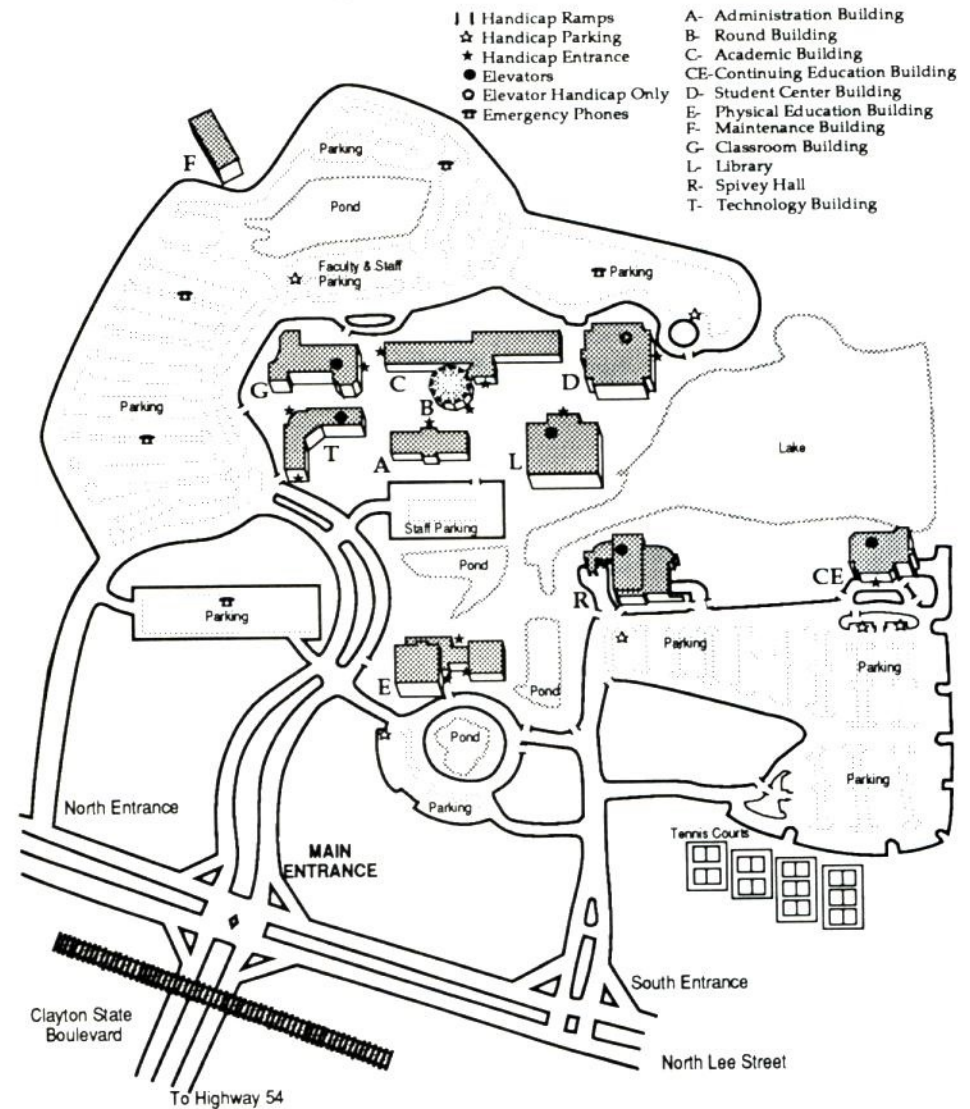 Handicap Ramps
Handicap Parking
Handicap Entrance
Elevators
Elevator Handicap Only
Emergency Phones
A- Administration Building
B- Round Building
C- Academic Building
CE-Continuing Education Building
D- Student Center Building
E- Physical Education Building
F- Maintenance Building
G- Classroom Building
L- Library
R- Spivey Hall
T- Technology Building
F
Parking
Pond
Faculty & Staff
Parking
Parking
G
C
B
D
Parking
T
A
L
Lake
Staff Parking
Pond
R
CE
Parking
Parking
Parking
E
Pond
Pond
Parking
Parking
North Entrance
MAIN
ENTRANCE
Tennis Courts
South Entrance
Clayton State
Boulevard
North Lee Street
To Highway 54